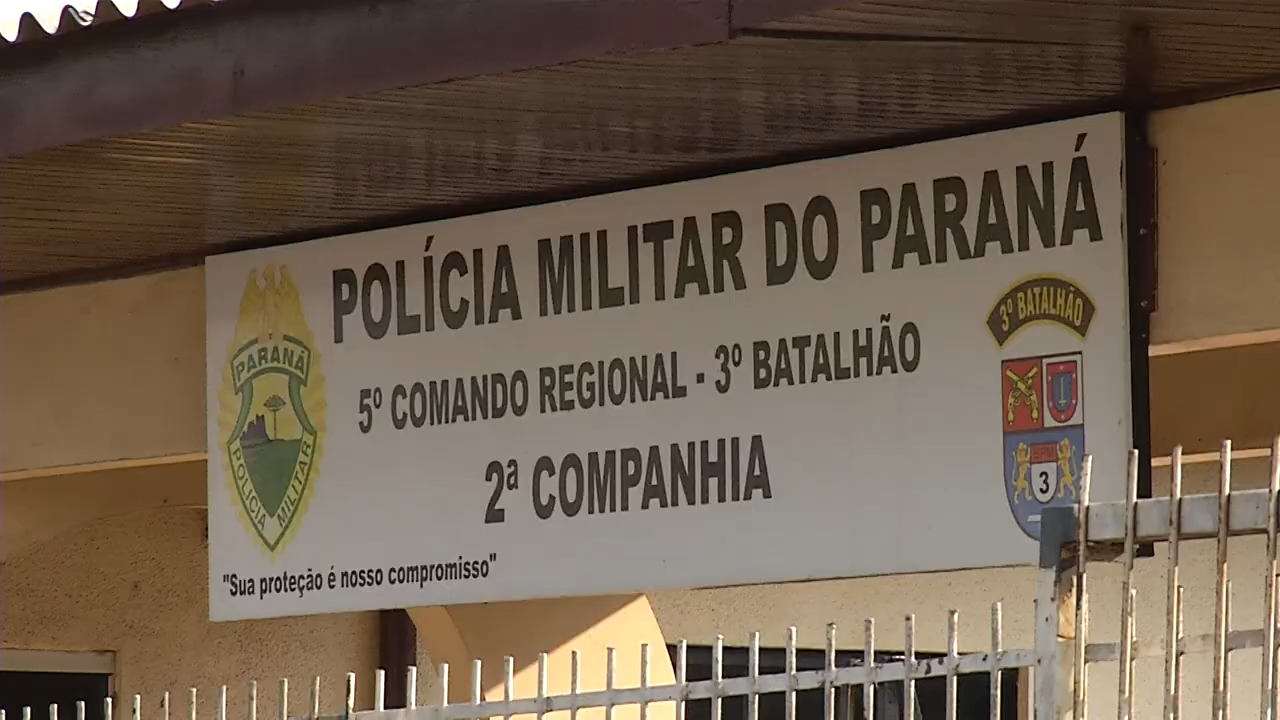 POLÍCIA MILITAR DO PARANÁ
5º COMANDO REGIONAL - 3º BATALHÃO
2ª COMPANHIA
"Sua proteção é nosso compromisso"
PARANÁ
POLÍCIA MILITAR
3º BATALHÃO
3